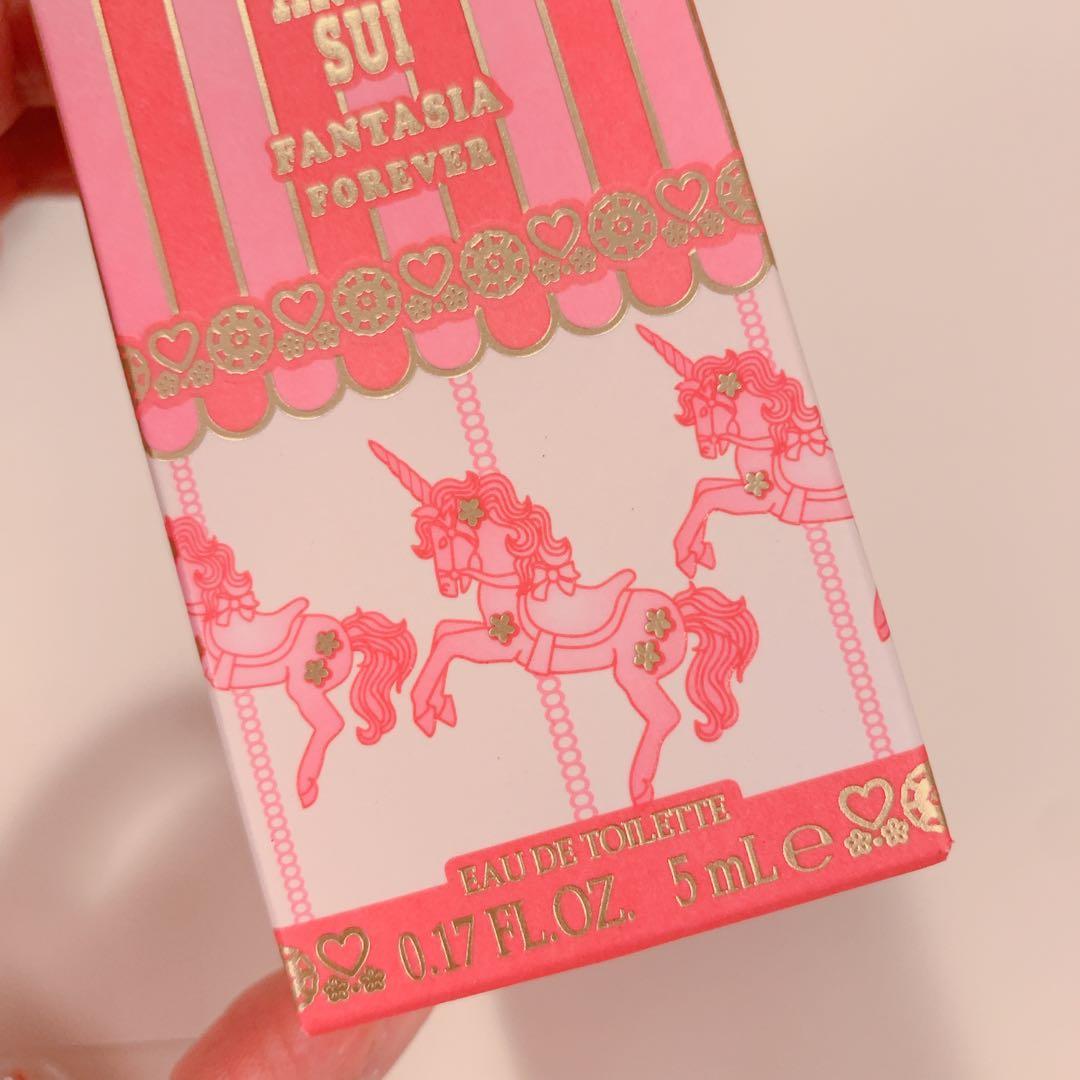 SUI
FANTASIA
FOREVER
EAU DE TOILETTE
0.17 FL.OZ. 5 mL ℮